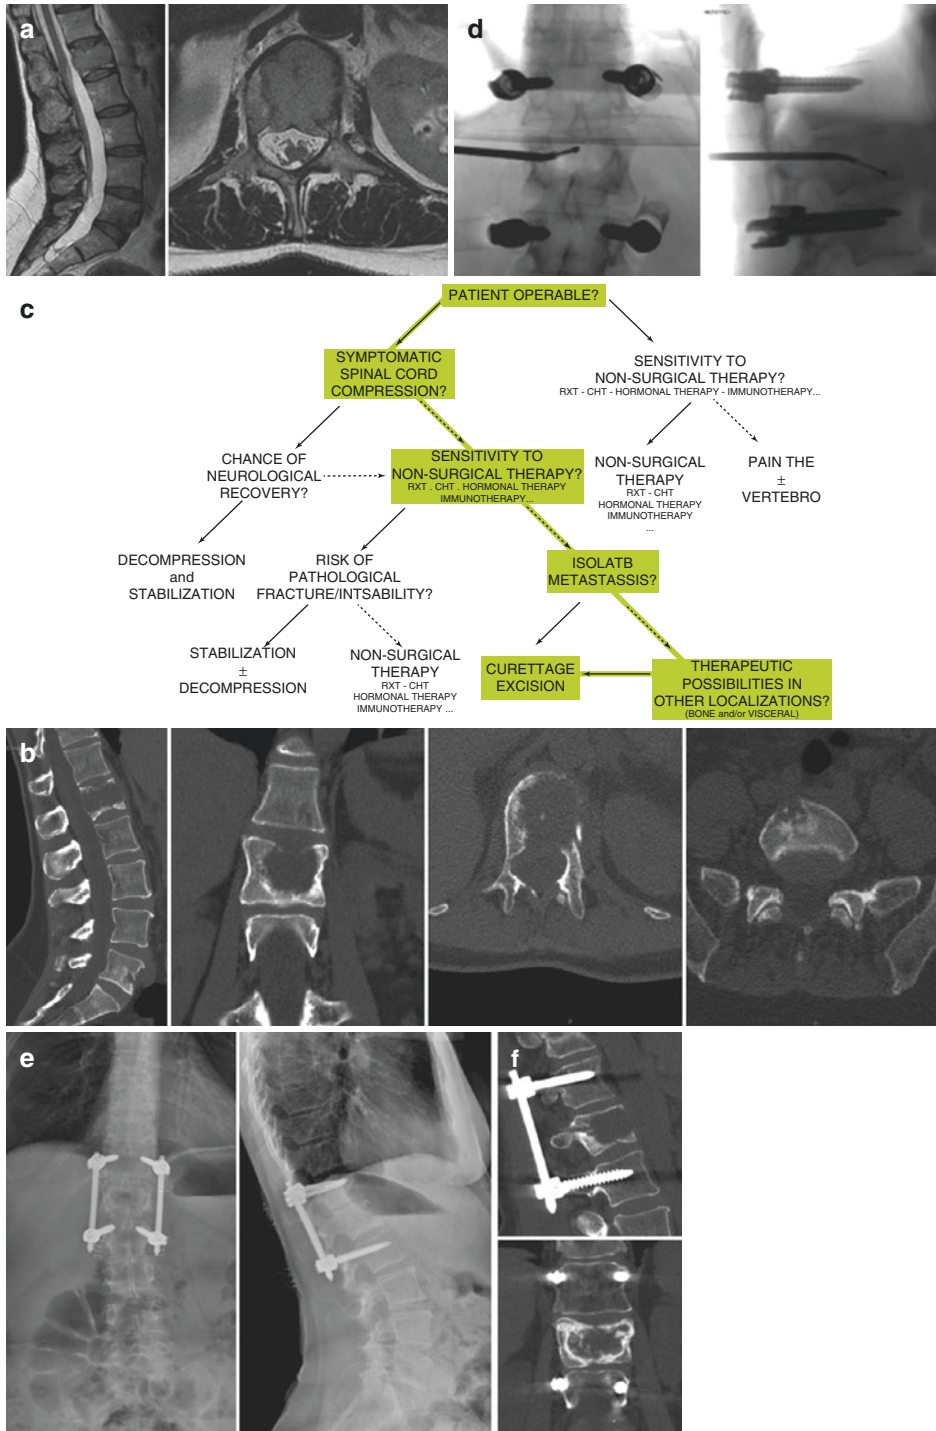 a
d
c
PATIENT OPERABLE?
SYMPTOMATIC
SPINAL CORD
COMPRESSION?
SENSITIVITY TO
NON-SURGICAL THERAPY?
RXT - CHT - HORMONAL THERAPY - IMMUNOTHERAPY...
CHANCE OF
NEUROLOGICAL
RECOVERY?
SENSITIVITY TO
NON-SURGICAL THERAPY?
RXT . CHT . HORMONAL THERAPY
IMMUNOTHERAPY...
NON-SURGICAL
THERAPY
RXT - CHT
HORMONAL THERAPY
IMMUNOTHERAPY
...
PAIN THE
±
VERTEBRO
DECOMPRESSION
and
STABILIZATION
RISK OF
PATHOLOGICAL
FRACTURE/INTSABILITY?
ISOLATB
METASTASSIS?
STABILIZATION
±
DECOMPRESSION
NON-SURGICAL
THERAPY
RXT - CHT
HORMONAL THERAPY
IMMUNOTHERAPY ...
CURETTAGE
EXCISION
THERAPEUTIC
POSSIBILITIES IN
OTHER LOCALIZATIONS?
(BONE and/or VISCERAL)
b
e
f